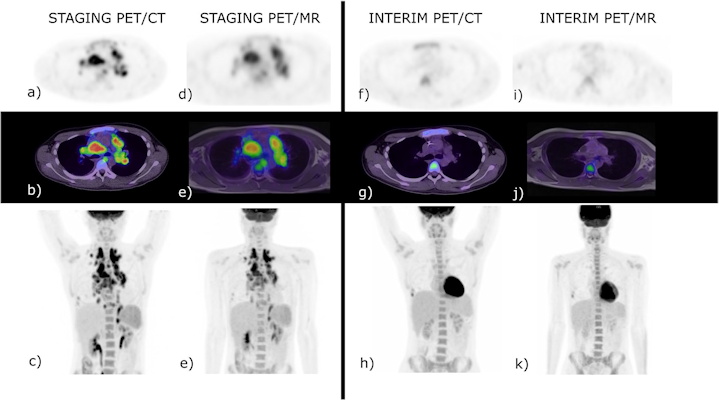 STAGING PET/CT STAGING PET/MR INTERIM PET/CT INTERIM PET/MR
a) d) f) i)
b) e) g) j)
c) e) h) k)